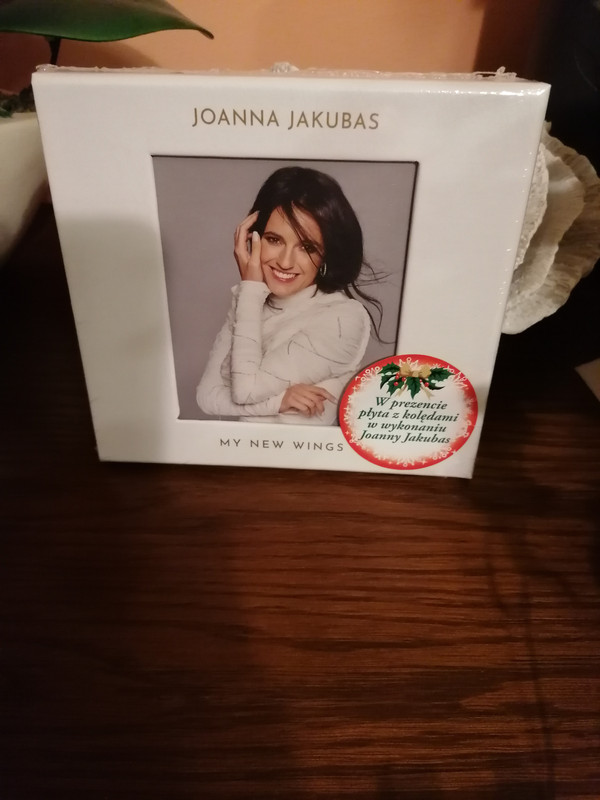 JOANNA JAKUBAS
MY NEW WINGS
W prezencie
płyta z kolędami
w wykonaniu
Joanny Jakubas